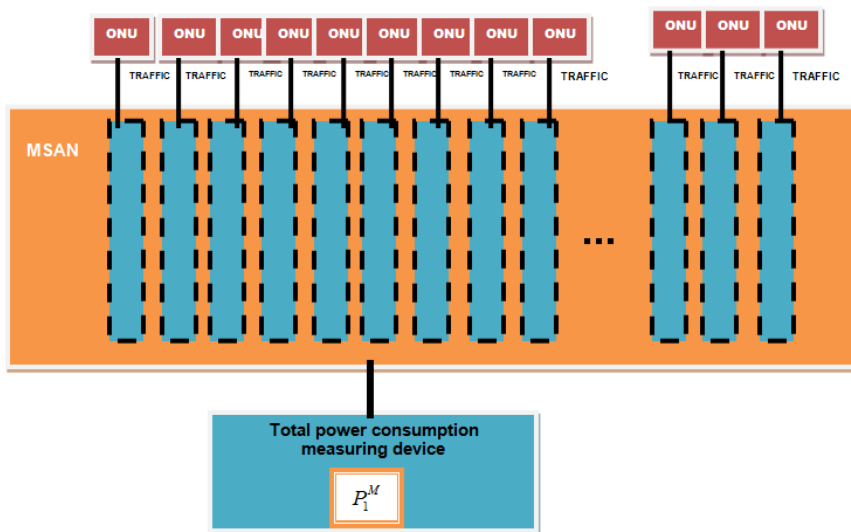 ONU ONU ONU ONU ONU ONU ONU ONU ONU ONU ONU ONU
TRAFFIC TRAFFIC TRAFFIC TRAFFIC TRAFFIC TRAFFIC TRAFFIC TRAFFIC TRAFFIC TRAFFIC TRAFFIC TRAFFIC
MSAN
...
Total power consumption
measuring device
P₁ᴹ